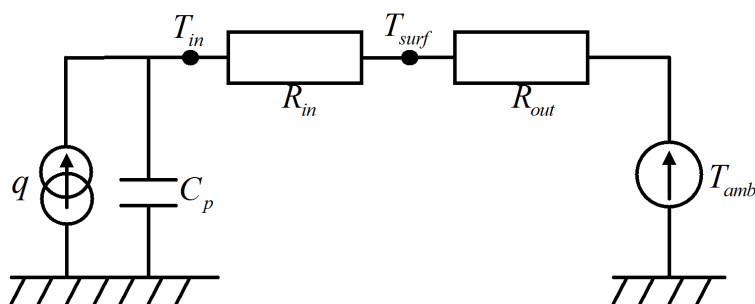 T_in
T_surf
R_in
R_out
q
C_p
T_amb